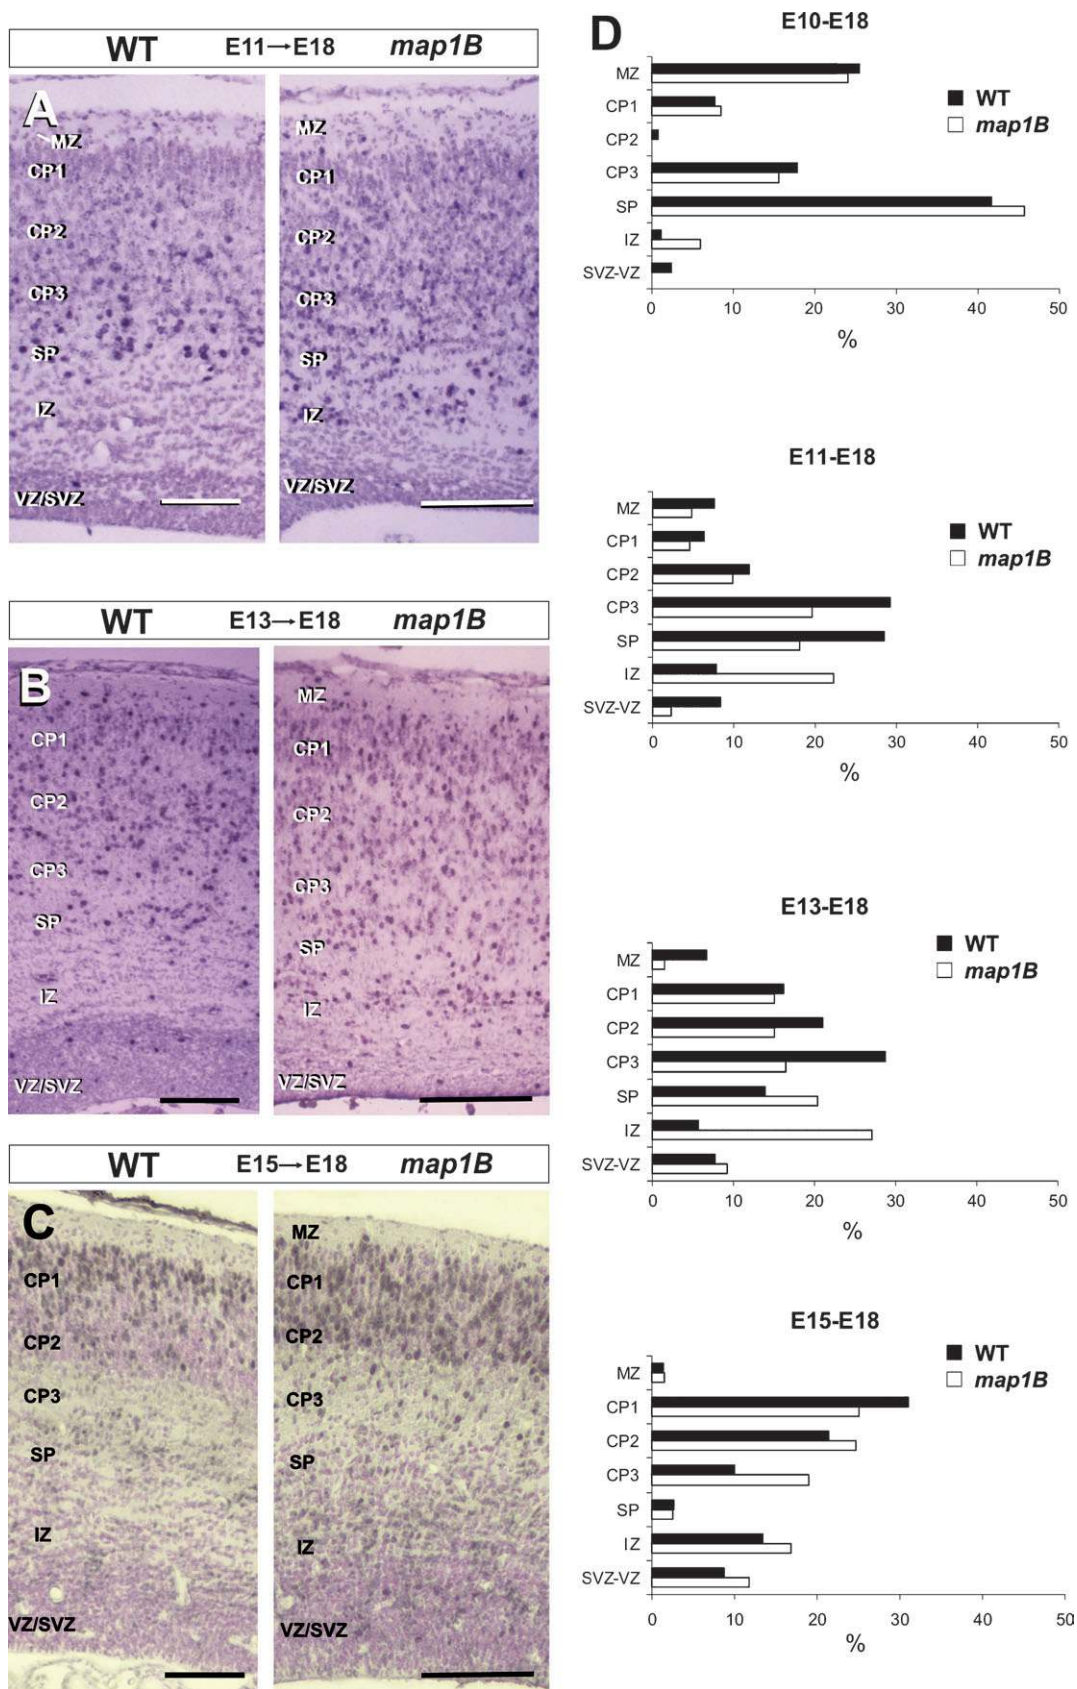 WT E11→E18 map1B
A
MZ
CP1
CP2
CP3
SP
IZ
VZ/SVZ
MZ
CP1
CP2
CP3
SP
IZ
VZ/SVZ
WT E13→E18 map1B
B
CP1
CP2
CP3
SP
IZ
VZ/SVZ
MZ
CP1
CP2
CP3
SP
IZ
VZ/SVZ
WT E15→E18 map1B
C
CP1
CP2
CP3
SP
IZ
VZ/SVZ
MZ
CP1
CP2
CP3
SP
IZ
VZ/SVZ
D
E10-E18
WT
map1B
MZ
CP1
CP2
CP3
SP
IZ
SVZ-VZ
0 10 20 30 40 50
%
E11-E18
WT
map1B
MZ
CP1
CP2
CP3
SP
IZ
SVZ-VZ
0 10 20 30 40 50
%
E13-E18
WT
map1B
MZ
CP1
CP2
CP3
SP
IZ
SVZ-VZ
0 10 20 30 40 50
%
E15-E18
WT
map1B
MZ
CP1
CP2
CP3
SP
IZ
SVZ-VZ
0 10 20 30 40 50
%